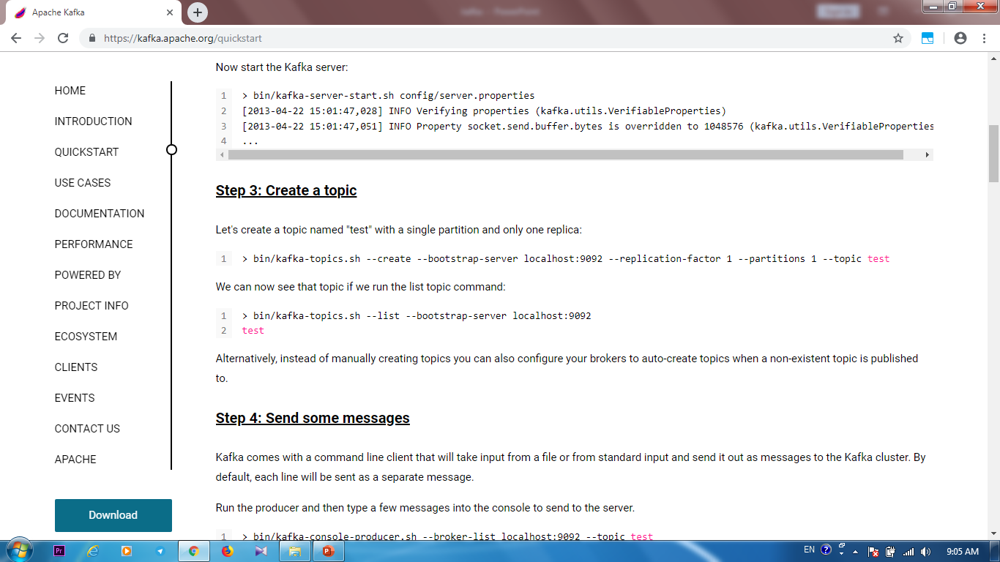 Apache Kafka
https://kafka.apache.org/quickstart
HOME
INTRODUCTION
QUICKSTART
USE CASES
DOCUMENTATION
PERFORMANCE
POWERED BY
PROJECT INFO
ECOSYSTEM
CLIENTS
EVENTS
CONTACT US
APACHE
Download
Now start the Kafka server:
1 > bin/kafka-server-start.sh config/server.properties
2 [2013-04-22 15:01:47,028] INFO Verifying properties (kafka.utils.VerifiableProperties)
3 [2013-04-22 15:01:47,051] INFO Property socket.send.buffer.bytes is overridden to 1048576 (kafka.utils.VerifiableProperties
4 ...
Step 3: Create a topic
Let's create a topic named "test" with a single partition and only one replica:
1 > bin/kafka-topics.sh --create --bootstrap-server localhost:9092 --replication-factor 1 --partitions 1 --topic test
We can now see that topic if we run the list topic command:
1 > bin/kafka-topics.sh --list --bootstrap-server localhost:9092
2 test
Alternatively, instead of manually creating topics you can also configure your brokers to auto-create topics when a non-existent topic is published
to.
Step 4: Send some messages
Kafka comes with a command line client that will take input from a file or from standard input and send it out as messages to the Kafka cluster. By
default, each line will be sent as a separate message.
Run the producer and then type a few messages into the console to send to the server.
1 > bin/kafka-console-producer.sh --broker-list localhost:9092 --topic test
Pr
EN
9:05 AM